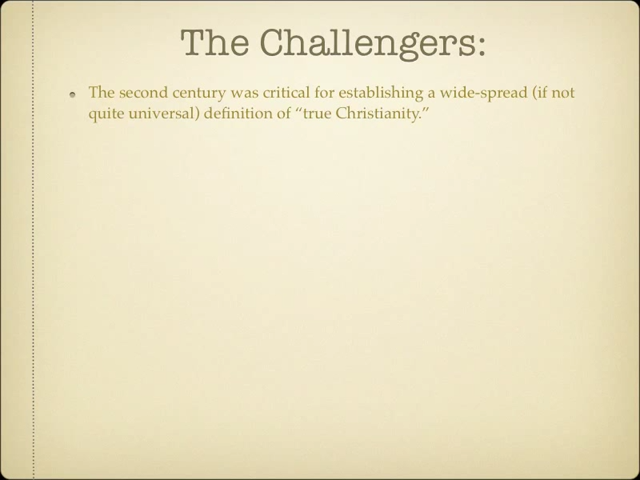 The Challengers:
The second century was critical for establishing a wide-spread (if not
quite universal) definition of “true Christianity.”